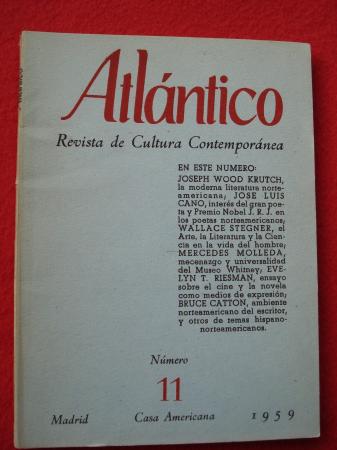 Atlántico
Revista de Cultura Contemporánea
EN ESTE NUMERO:
JOSEPH WOOD KRUTCH,
la moderna literatura norte-
americana; JOSE LUIS
CANO, interés del gran poe-
ta y Premio Nobel J. R. J. en
los poetas norteamericanos;
WALLACE STEGNER, el
Arte, la Literatura y la Cien-
cia en la vida del hombre;
MERCEDES MOLLEDA,
mecenazgo y universalidad
del Museo Whitney; EVE-
LYN T. RIESMAN, ensayo
sobre el cine y la novela
como medios de expresión;
BRUCE CATTON, ambiente
norteamericano del escritor,
y otros de remas hispano-
norteamericanos.
Número
11
Madrid Casa Americana 1959